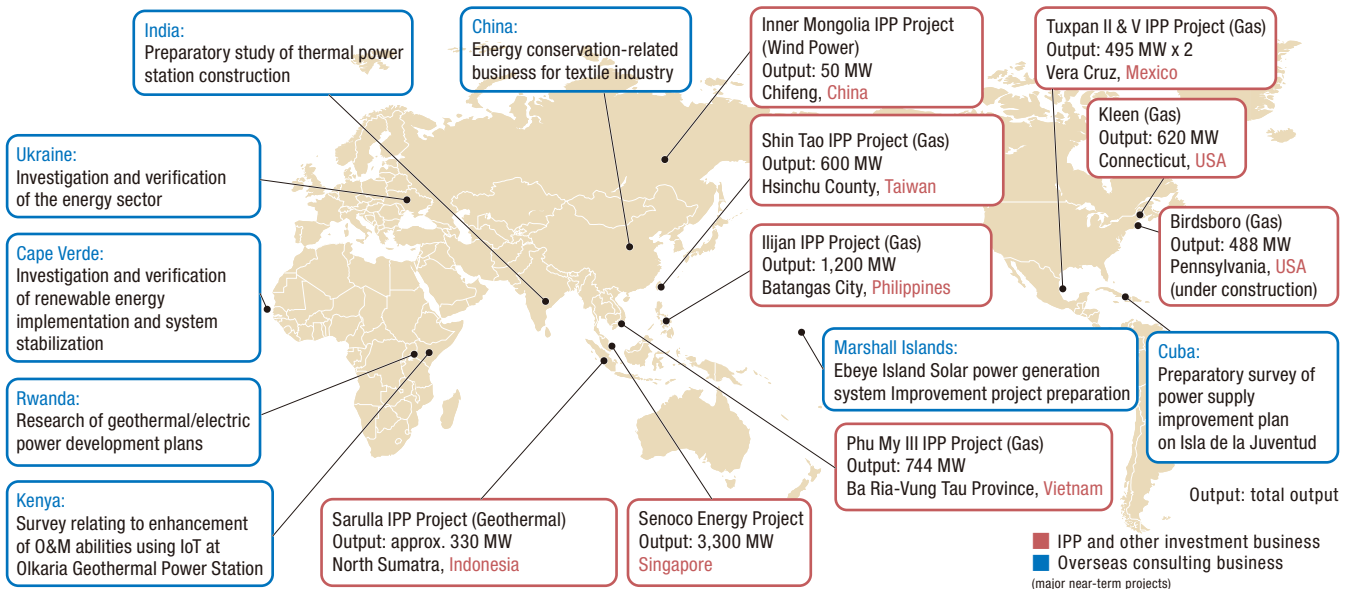 India:
Preparatory study of thermal power
station construction
China:
Energy conservation-related
business for textile industry
Inner Mongolia IPP Project
(Wind Power)
Output: 50 MW
Chifeng, China
Tuxpan II & V IPP Project (Gas)
Output: 495 MW x 2
Vera Cruz, Mexico
Kleen (Gas)
Output: 620 MW
Connecticut, USA
Shin Tao IPP Project (Gas)
Output: 600 MW
Hsinchu County, Taiwan
Ukraine:
Investigation and verification
of the energy sector
Birdsboro (Gas)
Output: 488 MW
Pennsylvania, USA
(under construction)
Ilijan IPP Project (Gas)
Output: 1,200 MW
Batangas City, Philippines
Cape Verde:
Investigation and verification
of renewable energy
implementation and system
stabilization
Marshall Islands:
Ebeye Island Solar power generation
system Improvement project preparation
Cuba:
Preparatory survey of
power supply
improvement plan
on Isla de la Juventud
Rwanda:
Research of geothermal/electric
power development plans
Phu My III IPP Project (Gas)
Output: 744 MW
Ba Ria-Vung Tau Province, Vietnam
Kenya:
Survey relating to enhancement
of O&M abilities using IoT at
Olkaria Geothermal Power Station
Sarulla IPP Project (Geothermal)
Output: approx. 330 MW
North Sumatra, Indonesia
Senoco Energy Project
Output: 3,300 MW
Singapore
Output: total output
IPP and other investment business
Overseas consulting business
(major near-term projects)